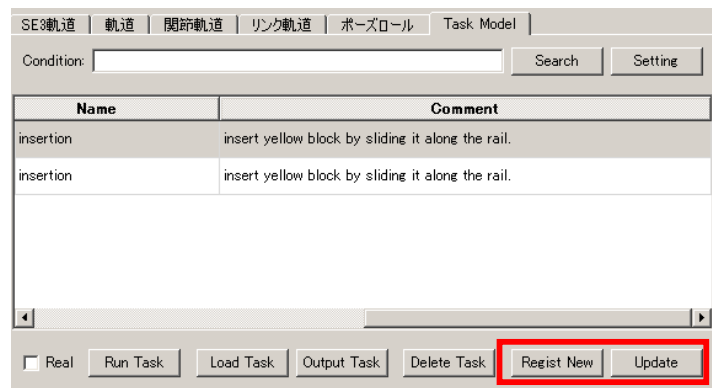 SE3軌道 軌道 関節軌道 リンク軌道 ポーズロール Task Model
Condition: Search Setting
Name Comment
insertion insert yellow block by sliding it along the rail.
insertion insert yellow block by sliding it along the rail.
Real Run Task Load Task Output Task Delete Task Regist New Update